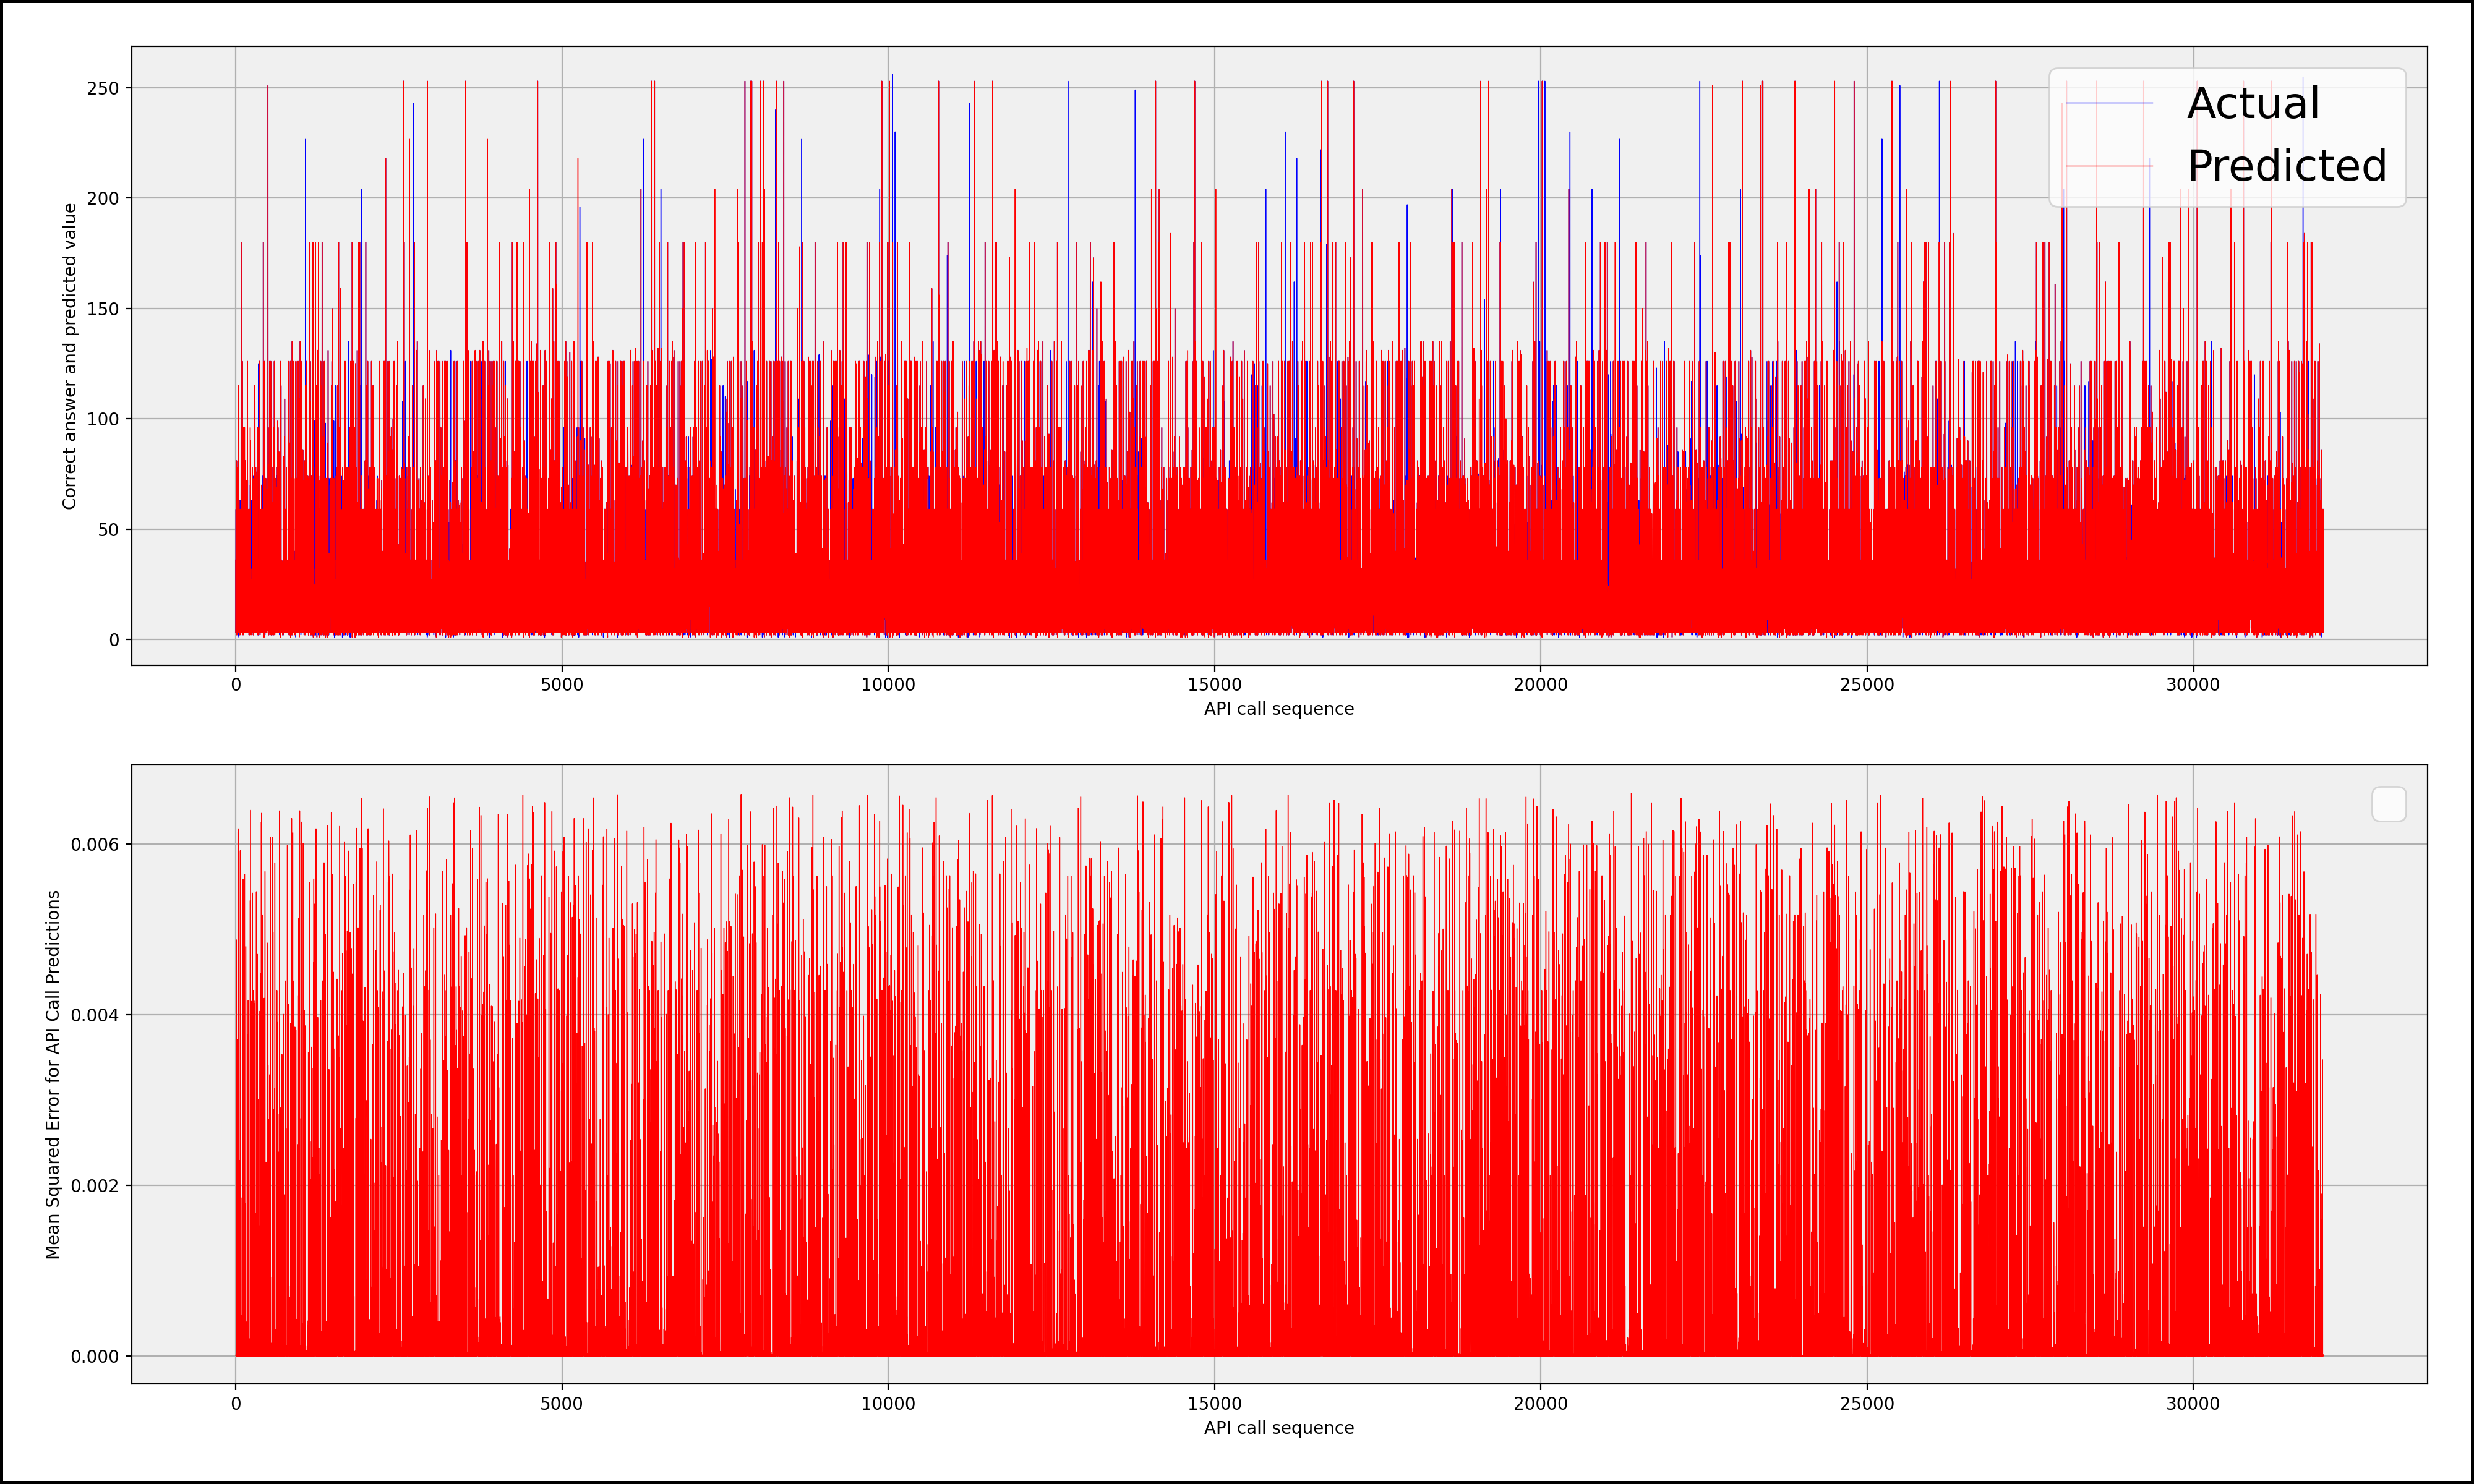 Correct answer and predicted value
250
200
150
100
50
0
Actual
Predicted
0 5000 10000 15000 20000 25000 30000
API call sequence
Mean Squared Error for API Call Predictions
0.006
0.004
0.002
0.000
0 5000 10000 15000 20000 25000 30000
API call sequence